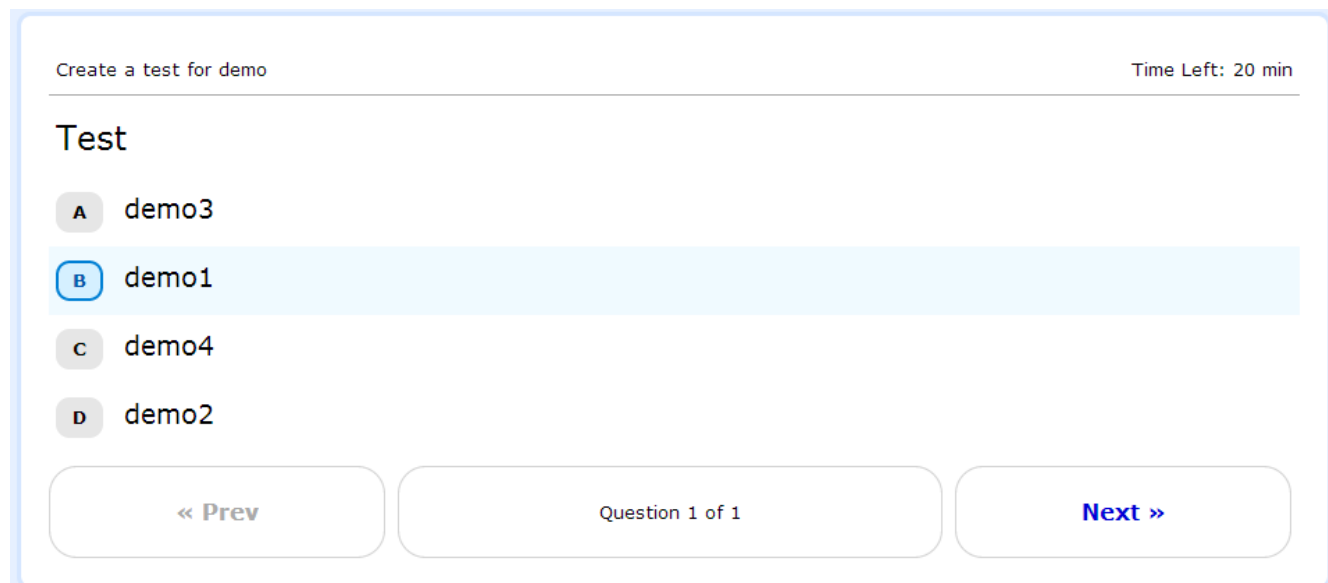 Create a test for demo Time Left: 20 min
Test
A demo3
B demo1
C demo4
D demo2
« Prev Question 1 of 1 Next »